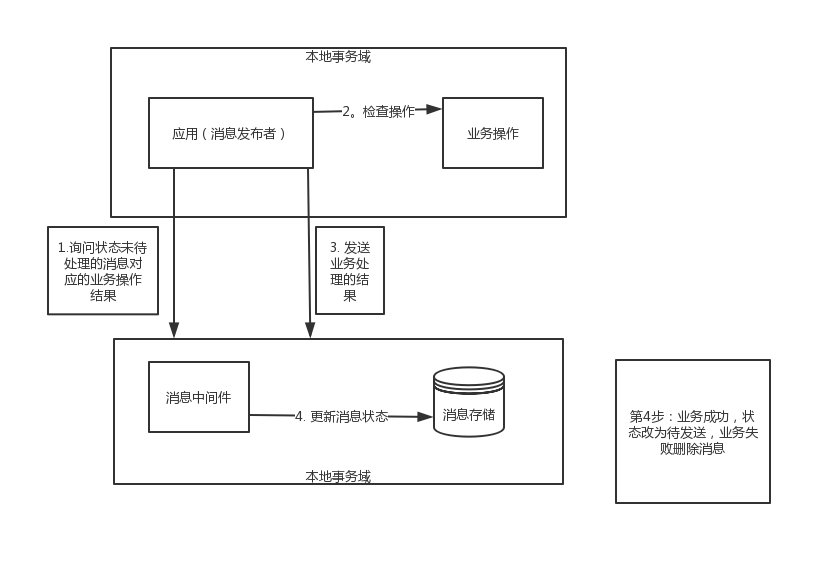 本地事务域
2。检查操作
应用（消息发布者）
业务操作
1.询问状态未待
处理的消息对
应的业务操作
结果
3. 发送
业务处
理的结
果
消息中间件
4. 更新消息状态
消息存储
本地事务域
第4步：业务成功，状
态改为待发送，业务失
败删除消息